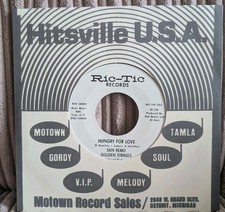 Hitsville U.S.A.
Ric-Tic
RECORDS
HUNGRY FOR LOVE
SAN REMO
GOLDEN STRINGS
MOTOWN
TAMLA
GORDY
SOUL
V.I.P.
MELODY
Motown Record Sales/
2648 W. GRAND BLVD.
DETROIT, MICHIGAN